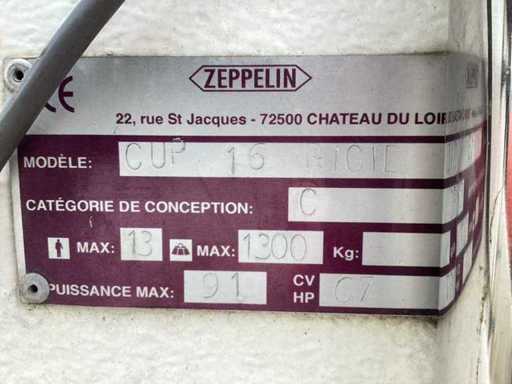 ZEPPELIN
CE
22, rue St Jacques - 72500 CHATEAU DU LOIR
MODÈLE: CUP 16
CATÉGORIE DE CONCEPTION: C
MAX: 13 MAX: 1300 Kg:
PUISSANCE MAX: 91 CV HP 67